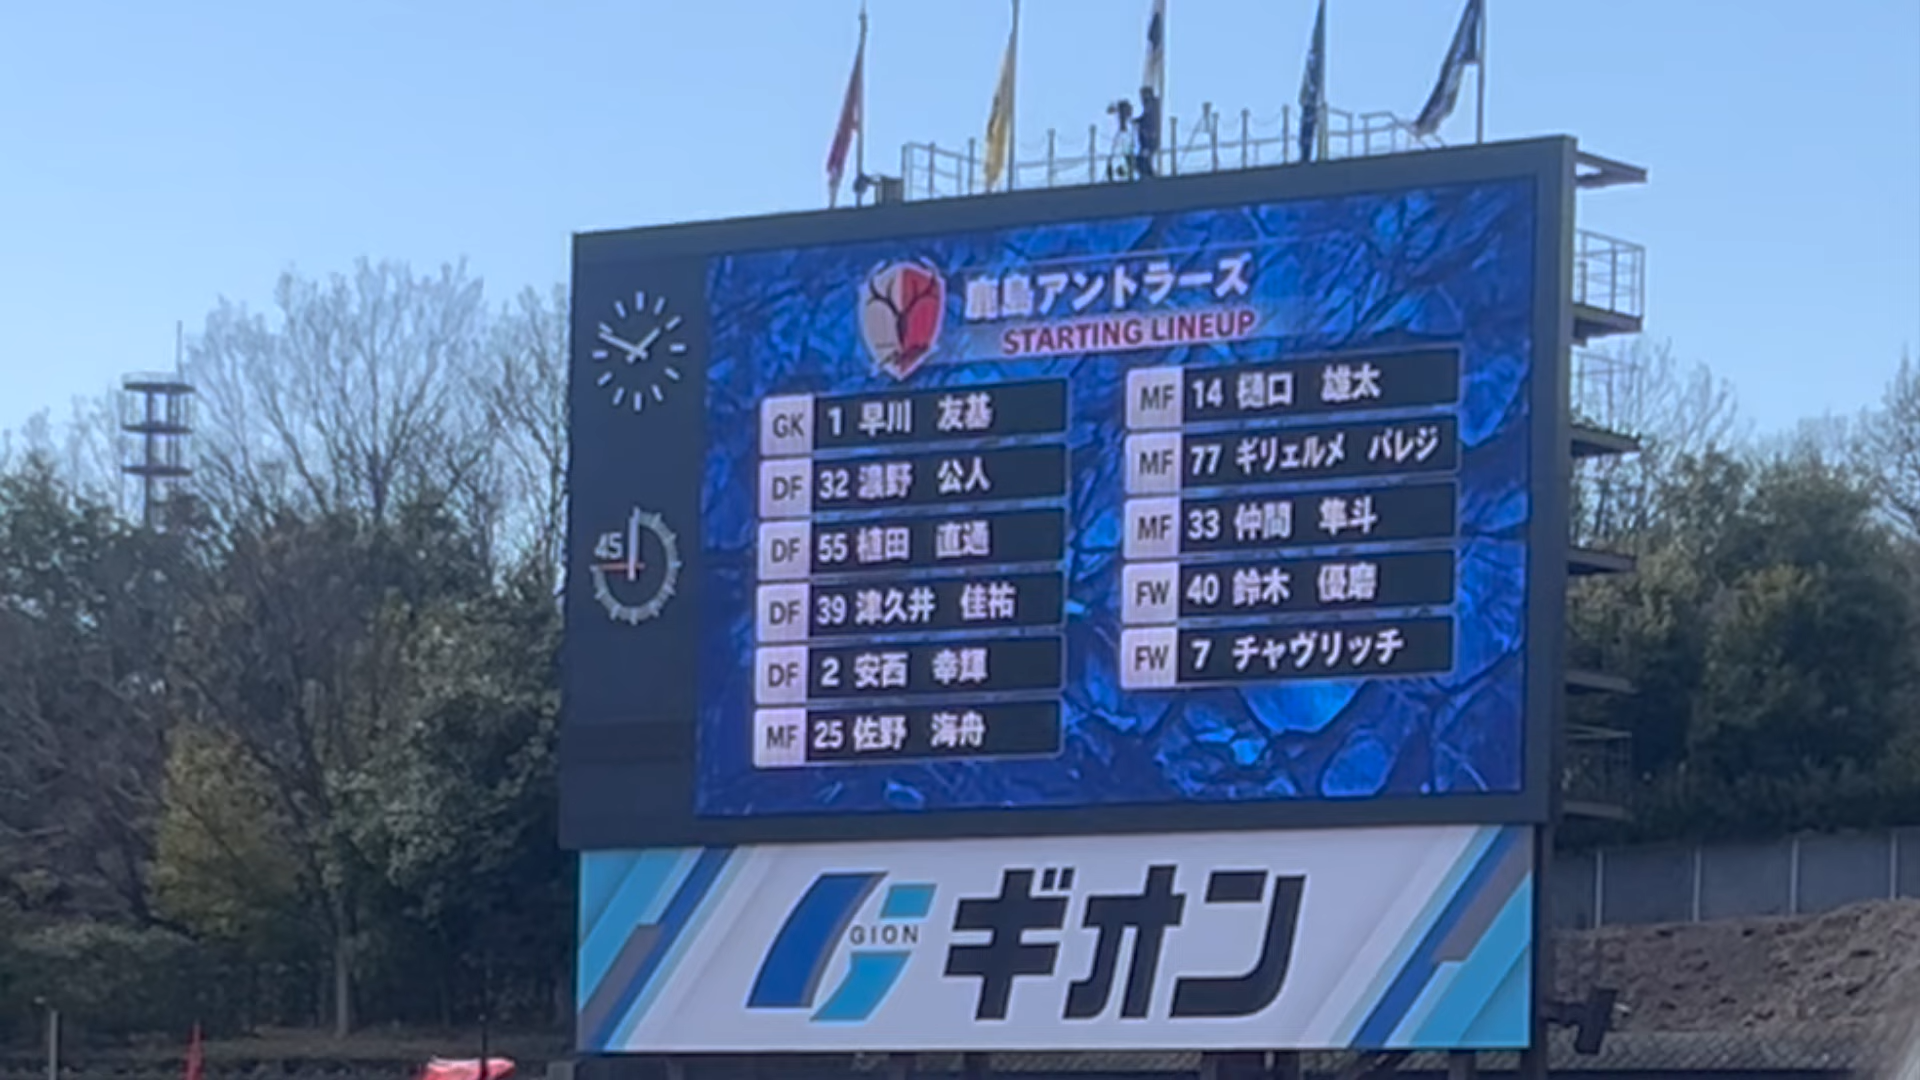 鹿島アントラーズ
STARTING LINEUP
GK 1 早川 友基
DF 32 濃野 公人
DF 55 植田 直通
DF 39 津久井 佳祐
DF 2 安西 幸輝
MF 25 佐野 海舟
MF 14 樋口 雄太
MF 77 ギリェルメ パレジ
MF 33 仲間 隼斗
FW 40 鈴木 優磨
FW 7 チャヴリッチ
45
GION ギオン